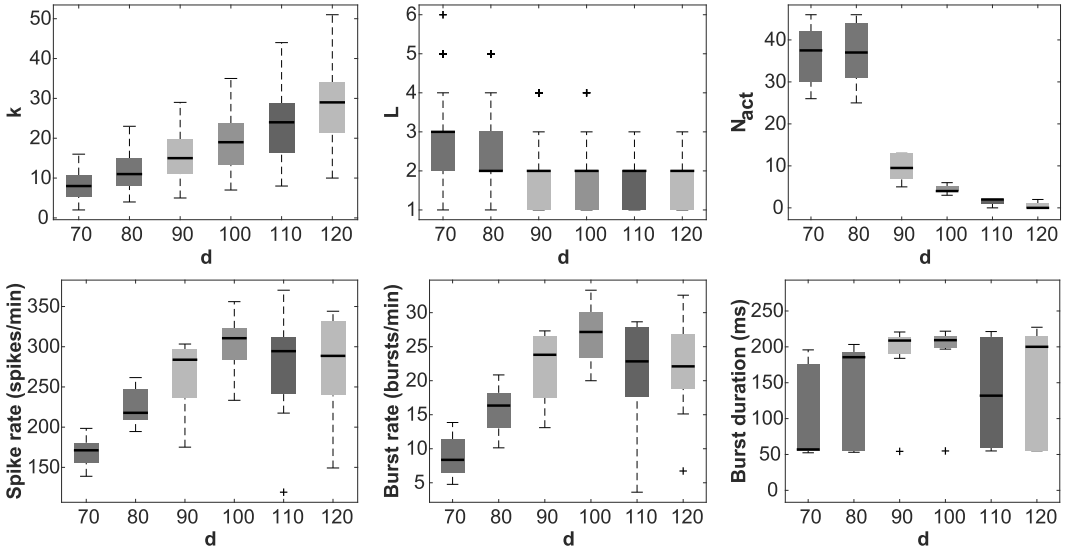 50
40
30
20
10
0
k
70 80 90 100 110 120
d
6
5
4
3
2
1
L
70 80 90 100 110 120
d
40
30
20
10
0
Nact
70 80 90 100 110 120
d
350
300
250
200
150
Spike rate (spikes/min)
70 80 90 100 110 120
d
30
25
20
15
10
5
Burst rate (bursts/min)
70 80 90 100 110 120
d
250
200
150
100
50
0
Burst duration (ms)
70 80 90 100 110 120
d